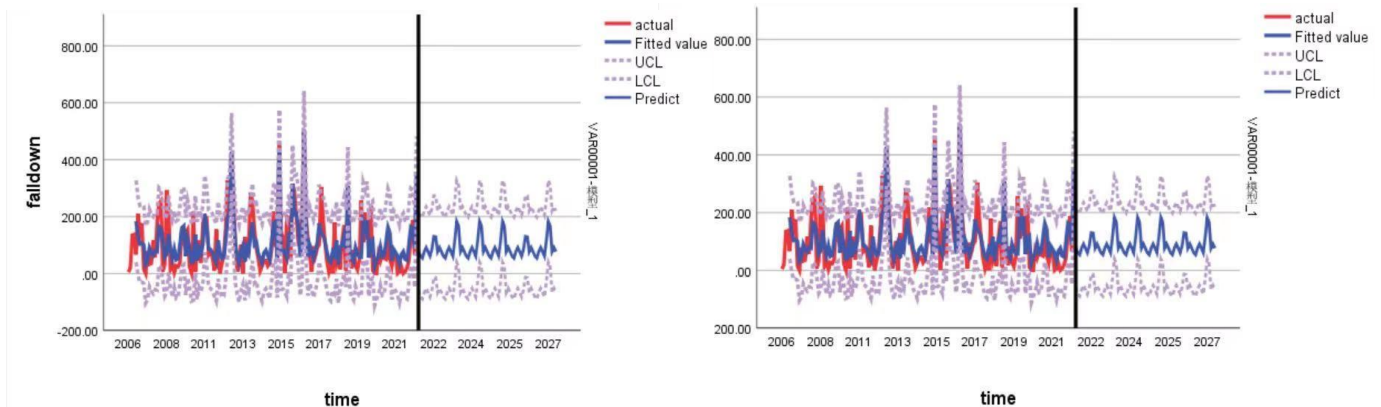 800.00
600.00
400.00
200.00
.00
-200.00
falldown
2006 2008 2011 2013 2015 2017 2019 2021 2022 2024 2025 2027
time
actual
Fitted value
UCL
LCL
Predict
VAR00001-模型_1
800.00
600.00
400.00
200.00
.00
200.00
2006 2008 2011 2013 2015 2017 2019 2021 2022 2024 2025 2027
time
actual
Fitted value
UCL
LCL
Predict
VAR00001-模型_1